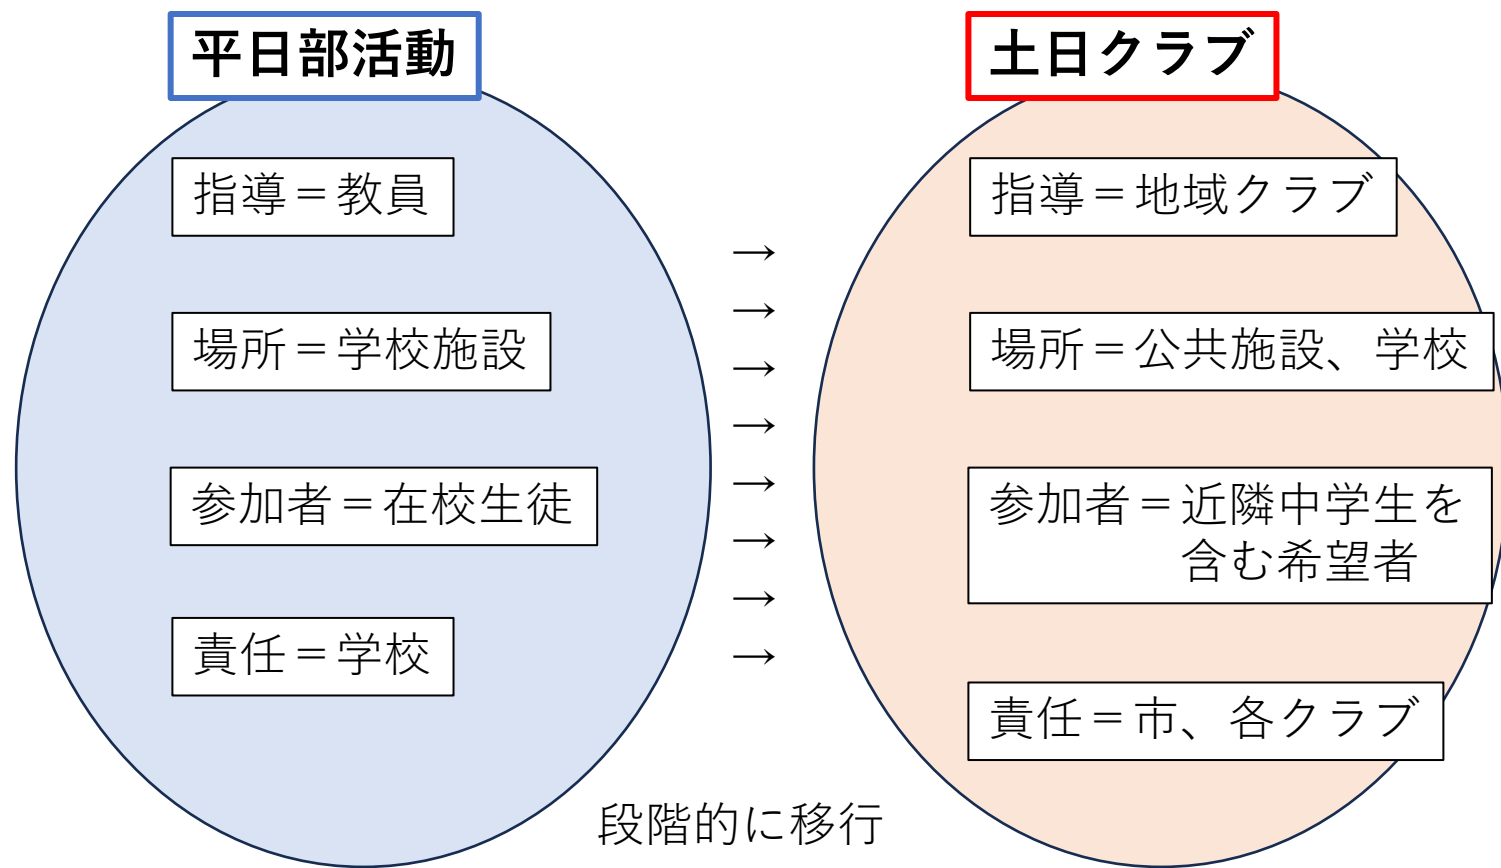 平日部活動
指導＝教員
場所＝学校施設
参加者＝在校生徒
責任＝学校
→
→
→
→
→
→
→
→
土日クラブ
指導＝地域クラブ
場所＝公共施設、学校
参加者＝近隣中学生を
含む希望者
責任＝市、各クラブ
段階的に移行